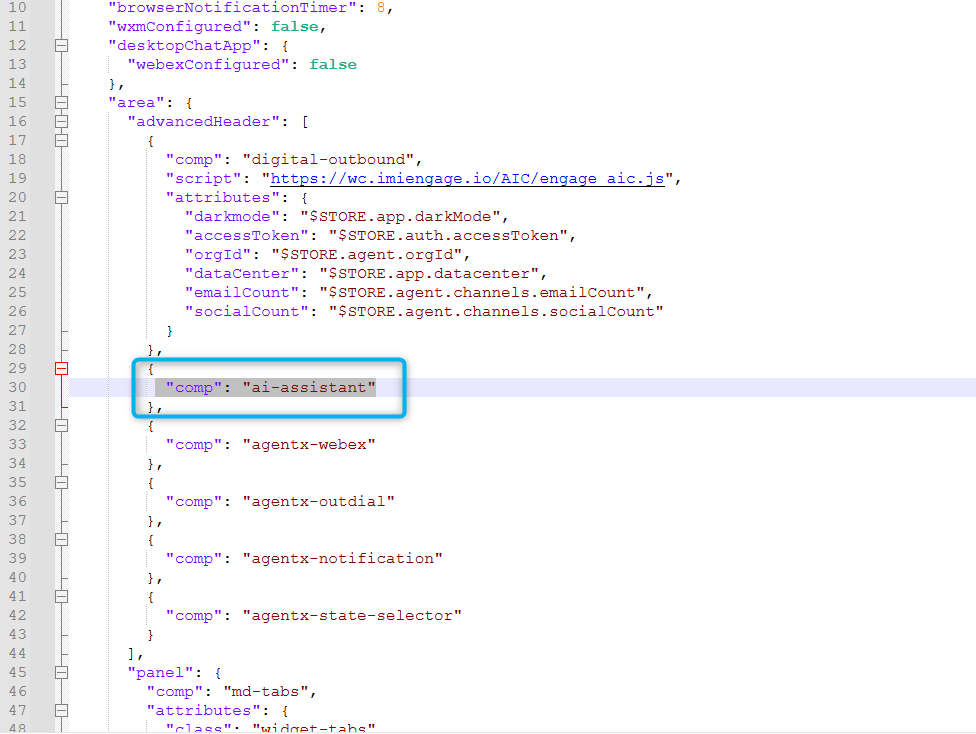 10 "browserNotificationTimer": 8,
11 "wxmConfigured": false,
12 "desktopChatApp": {
13 "webexConfigured": false
14 },
15 "area": {
16 "advancedHeader": [
17 {
18 "comp": "digital-outbound",
19 "script": "https://wc.imiengage.io/AIC/engage_aic.js",
20 "attributes": {
21 "darkmode": "$STORE.app.darkMode",
22 "accessToken": "$STORE.auth.accessToken",
23 "orgId": "$STORE.agent.orgId",
24 "dataCenter": "$STORE.app.datacenter",
25 "emailCount": "$STORE.agent.channels.emailCount",
26 "socialCount": "$STORE.agent.channels.socialCount"
27 }
28 },
29 {
30 "comp": "ai-assistant"
31 },
32 {
33 "comp": "agentx-webex"
34 },
35 {
36 "comp": "agentx-outdial"
37 },
38 {
39 "comp": "agentx-notification"
40 },
41 {
42 "comp": "agentx-state-selector"
43 }
44 ],
45 "panel": {
46 "comp": "md-tabs",
47 "attributes": {
48 "class": "widget-tabs"